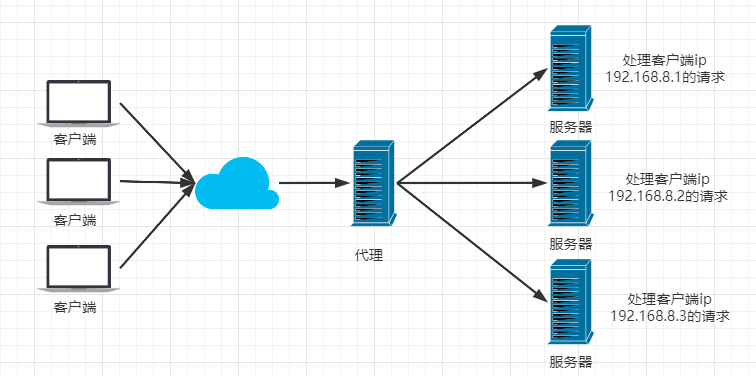 客户端
客户端
客户端
代理
服务器
处理客户端ip
192.168.8.1的请求
服务器
处理客户端ip
192.168.8.2的请求
服务器
处理客户端ip
192.168.8.3的请求